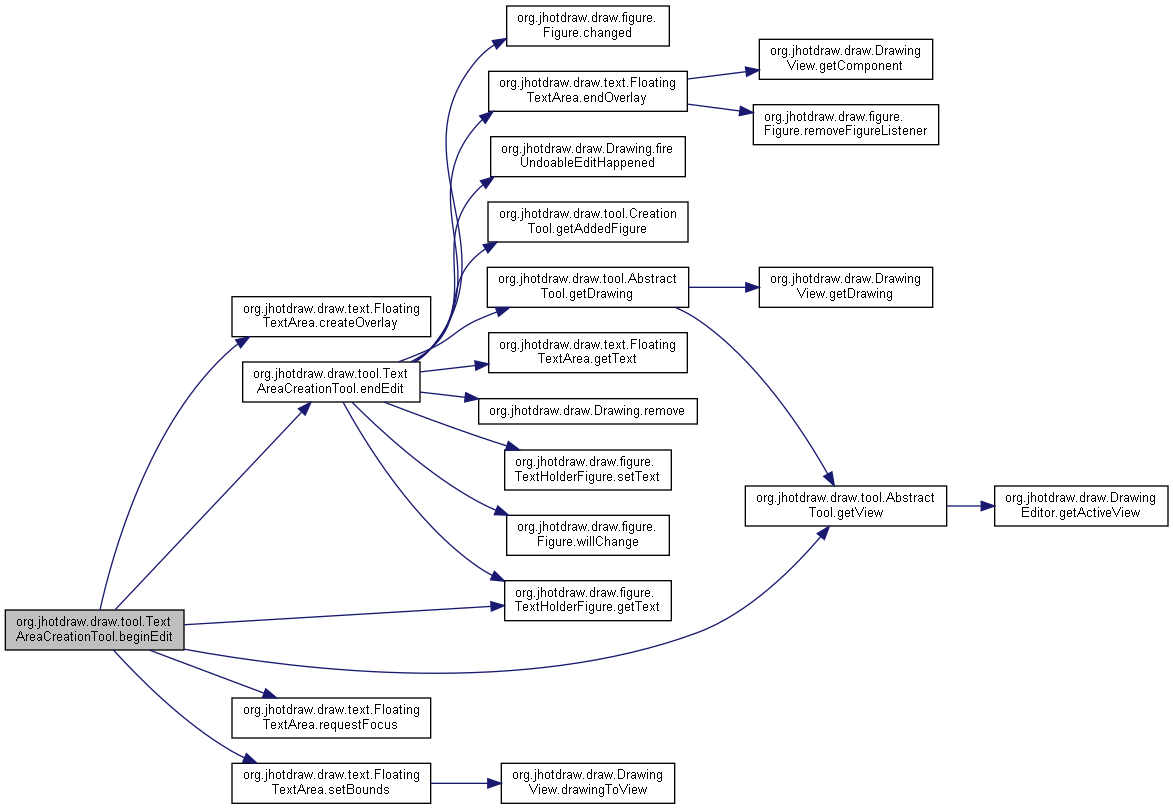 org.jhotdraw.draw.tool.Text
AreaCreationTool.beginEdit
org.jhotdraw.draw.text.Floating
TextArea.createOverlay
org.jhotdraw.draw.tool.Text
AreaCreationTool.endEdit
org.jhotdraw.draw.text.Floating
TextArea.requestFocus
org.jhotdraw.draw.text.Floating
TextArea.setBounds
org.jhotdraw.draw.figure.
Figure.changed
org.jhotdraw.draw.text.Floating
TextArea.endOverlay
org.jhotdraw.draw.Drawing.fire
UndoableEditHappened
org.jhotdraw.draw.tool.Creation
Tool.getAddedFigure
org.jhotdraw.draw.tool.Abstract
Tool.getDrawing
org.jhotdraw.draw.text.Floating
TextArea.getText
org.jhotdraw.draw.Drawing.remove
org.jhotdraw.draw.figure.
TextHolderFigure.setText
org.jhotdraw.draw.figure.
Figure.willChange
org.jhotdraw.draw.figure.
TextHolderFigure.getText
org.jhotdraw.draw.Drawing
View.drawingToView
org.jhotdraw.draw.Drawing
View.getComponent
org.jhotdraw.draw.figure.
Figure.removeFigureListener
org.jhotdraw.draw.Drawing
View.getDrawing
org.jhotdraw.draw.tool.Abstract
Tool.getView
org.jhotdraw.draw.Drawing
Editor.getActiveView